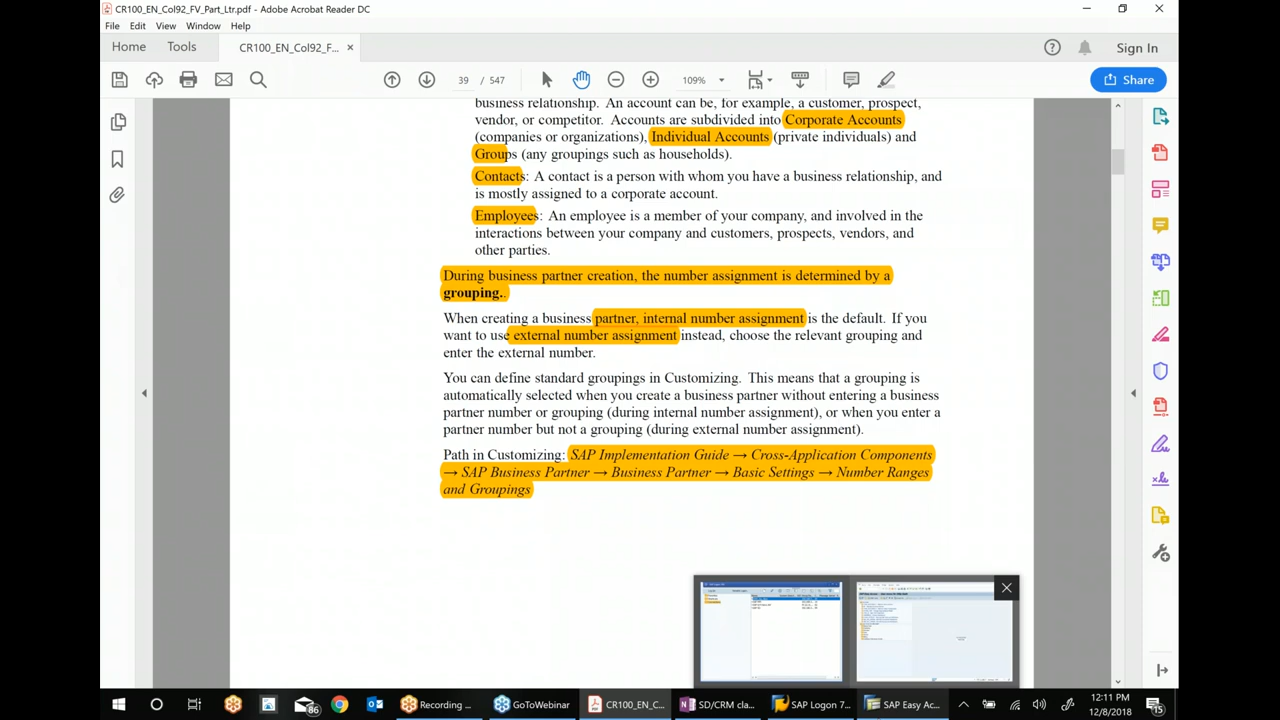 CR100_EN_Col92_FV_Part_Ltr.pdf - Adobe Acrobat Reader DC
File Edit View Window Help
Home Tools CR100_EN_Col92_F... × Sign In
39 / 547 109% Share
business relationship. An account can be, for example, a customer, prospect,
vendor, or competitor. Accounts are subdivided into Corporate Accounts
(companies or organizations), Individual Accounts (private individuals) and
Groups (any groupings such as households).
Contacts: A contact is a person with whom you have a business relationship, and
is mostly assigned to a corporate account.
Employees: An employee is a member of your company, and involved in the
interactions between your company and customers, prospects, vendors, and
other parties.
During business partner creation, the number assignment is determined by a
grouping..
When creating a business partner, internal number assignment is the default. If you
want to use external number assignment instead, choose the relevant grouping and
enter the external number.
You can define standard groupings in Customizing. This means that a grouping is
automatically selected when you create a business partner without entering a business
partner number or grouping (during internal number assignment), or when you enter a
partner number but not a grouping (during external number assignment).
Path in Customizing: SAP Implementation Guide → Cross-Application Components
→ SAP Business Partner → Business Partner → Basic Settings → Number Ranges
and Groupings
86 Recording ... GoToWebinar CR100_EN_C... SD/CRM cla... SAP Logon 7... SAP Easy Ac... 12:11 PM
12/8/2018 15